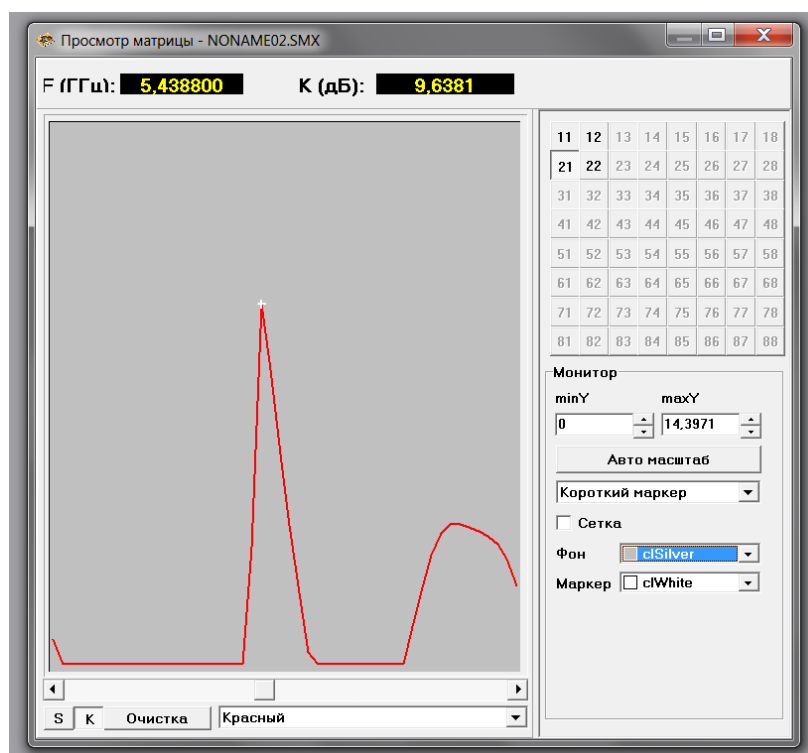 Просмотр матрицы - NONAME02.SMX
F (ГГц): 5,438800 K (дБ): 9,6381
11 12 13 14 15 16 17 18
21 22 23 24 25 26 27 28
31 32 33 34 35 36 37 38
41 42 43 44 45 46 47 48
51 52 53 54 55 56 57 58
61 62 63 64 65 66 67 68
71 72 73 74 75 76 77 78
81 82 83 84 85 86 87 88
Монитор
minY maxY
0 14,3971
Авто масштаб
Короткий маркер
Сетка
Фон clSilver
Маркер clWhite
S K Очистка Красный